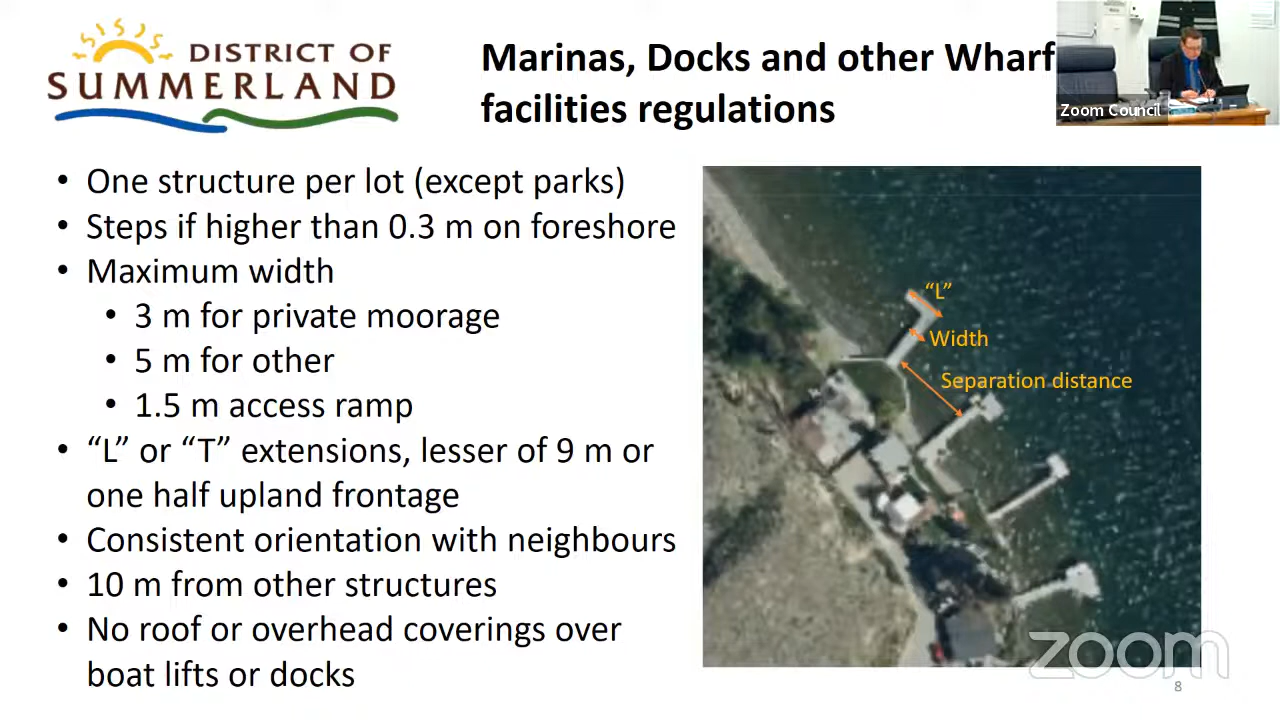 DISTRICT OF
SUMMERLAND
Marinas, Docks and other Wharf
facilities regulations
Zoom Council
• One structure per lot (except parks)
• Steps if higher than 0.3 m on foreshore
• Maximum width
• 3 m for private moorage
• 5 m for other
• 1.5 m access ramp
• “L” or “T” extensions, lesser of 9 m or
one half upland frontage
• Consistent orientation with neighbours
• 10 m from other structures
• No roof or overhead coverings over
boat lifts or docks
“L”
Width
Separation distance
zoom
8